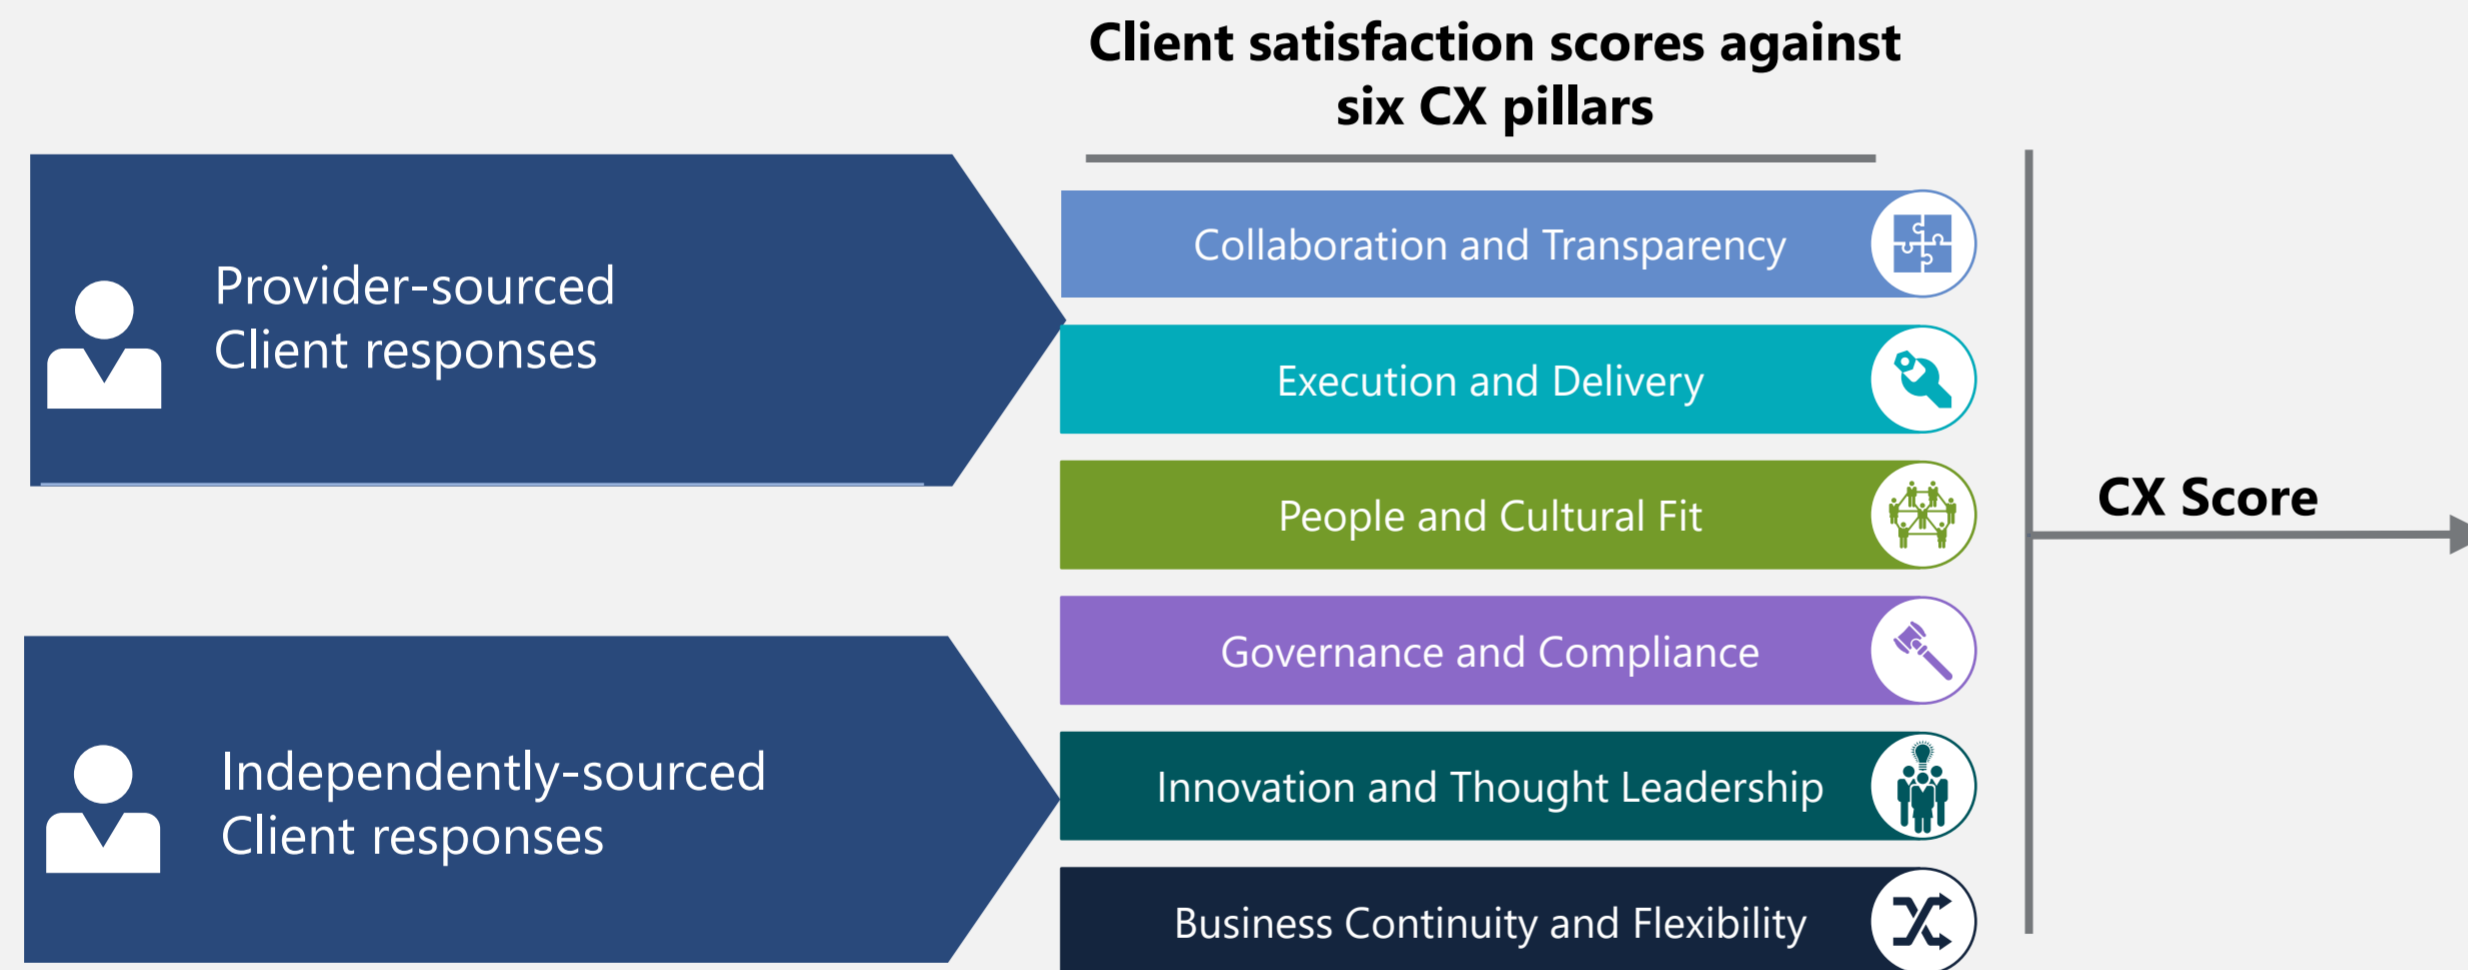 Client satisfaction scores against
six CX pillars
Provider-sourced
Client responses
Independently-sourced
Client responses
Collaboration and Transparency
Execution and Delivery
People and Cultural Fit
Governance and Compliance
Innovation and Thought Leadership
Business Continuity and Flexibility
CX Score